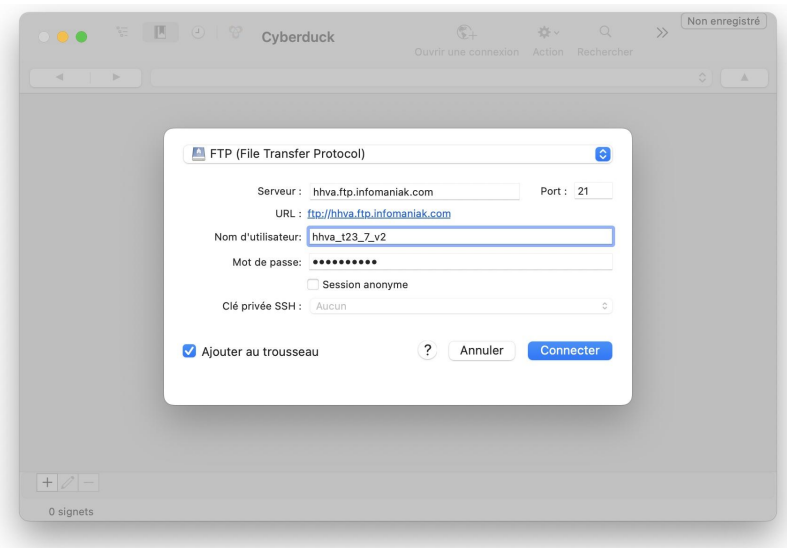 Non enregistré
Cyberduck
Ouvrir une connexion Action Rechercher
FTP (File Transfer Protocol)
Serveur : hhva.ftp.infomaniak.com Port : 21
URL : ftp://hhva.ftp.infomaniak.com
Nom d'utilisateur: hhva_t23_7_v2
Mot de passe: ●●●●●●●●●●
Session anonyme
Clé privée SSH : Aucun
Ajouter au trousseau ? Annuler Connecter
0 signets